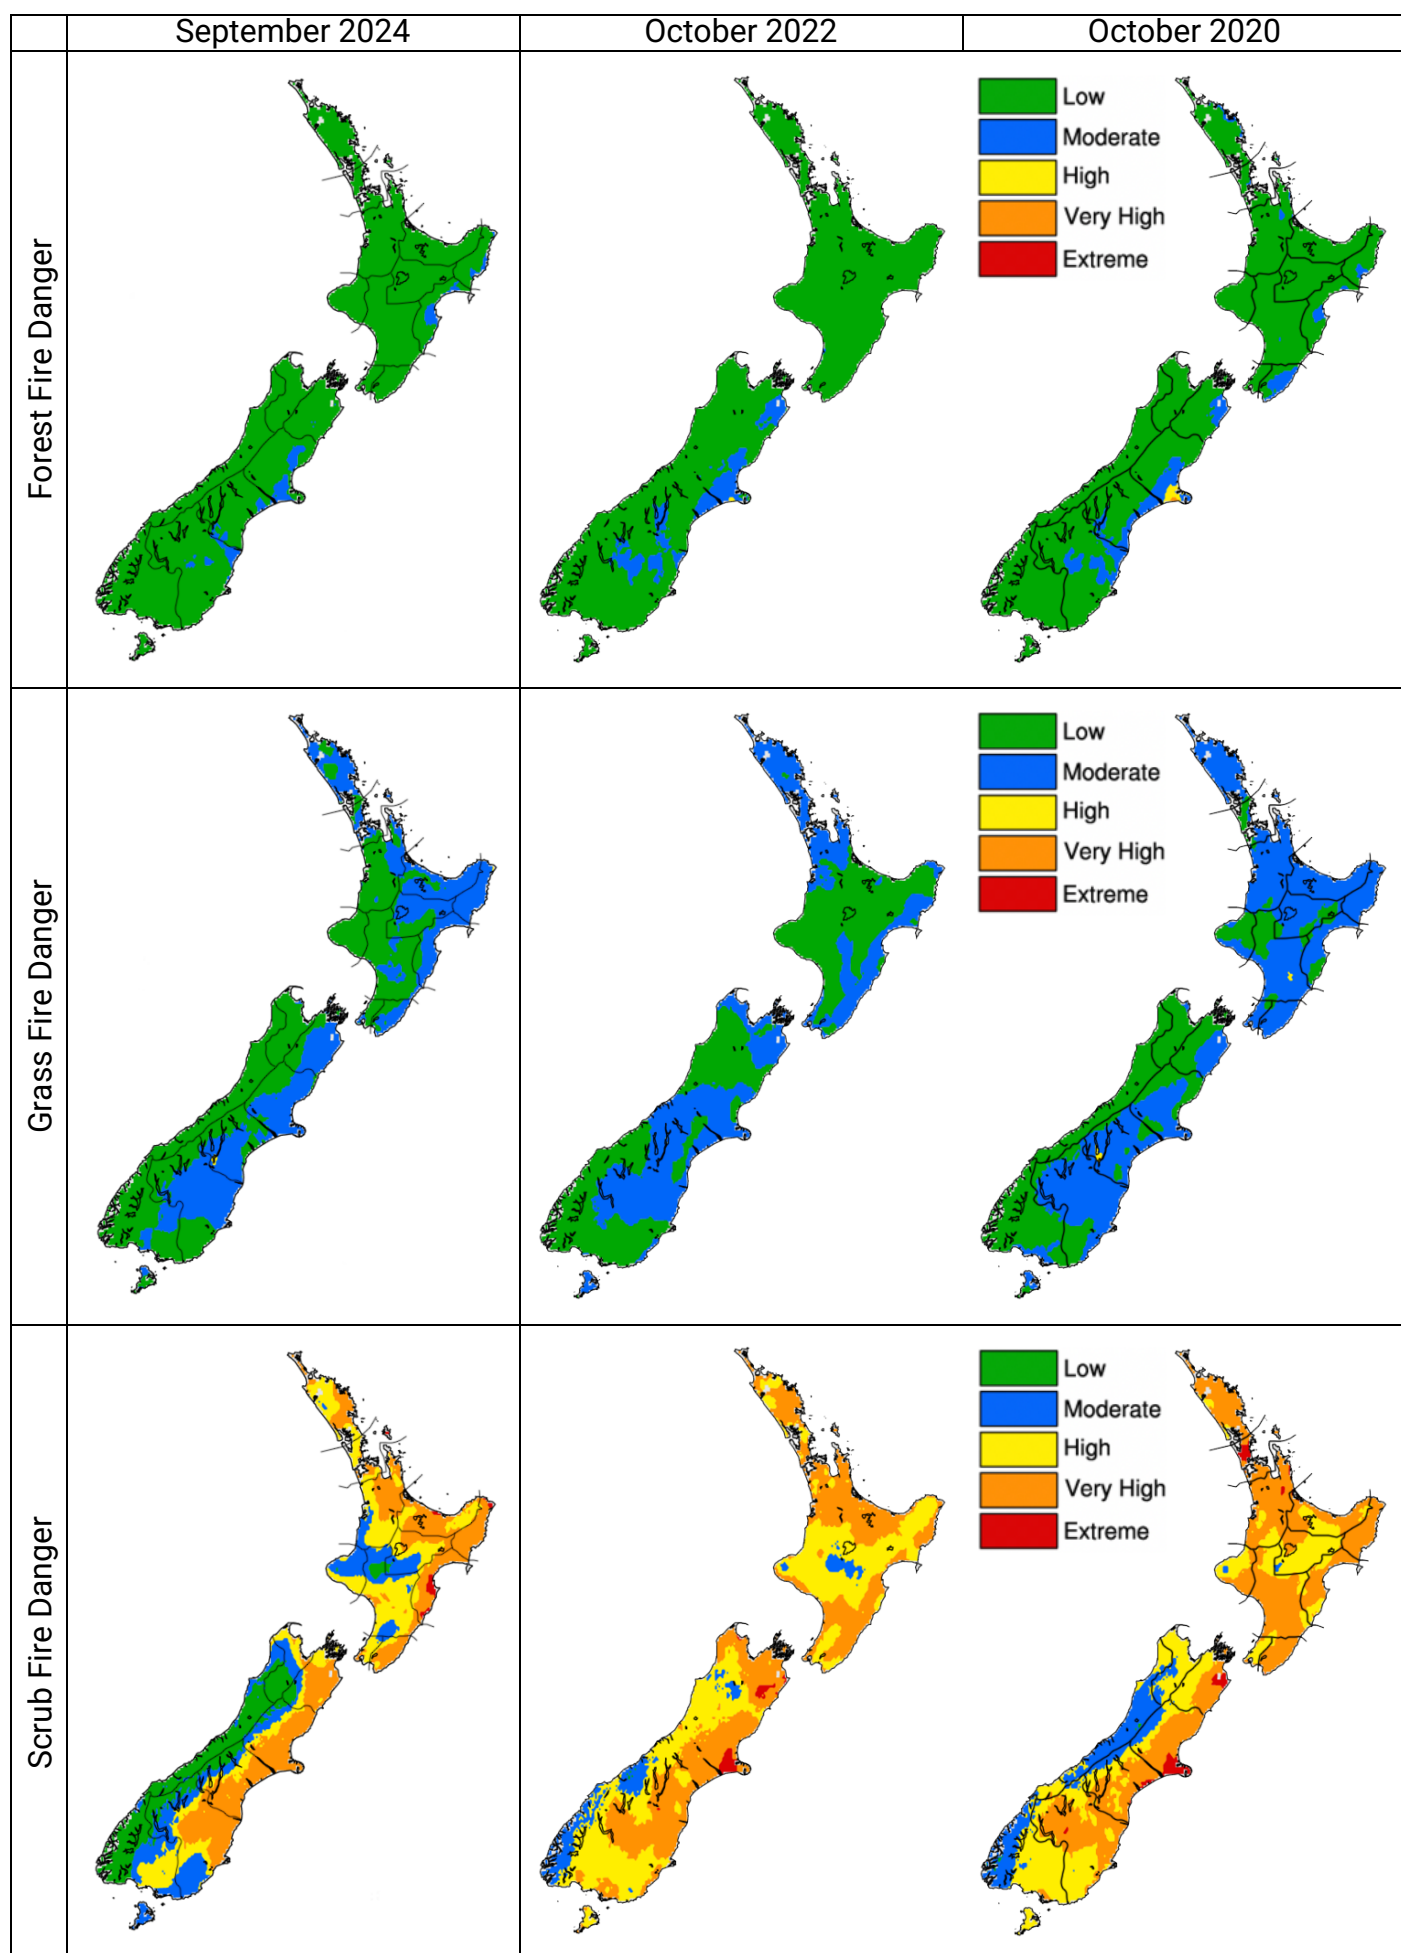 September 2024
October 2022
October 2020
Forest Fire Danger
Low
Moderate
High
Very High
Extreme
Grass Fire Danger
Low
Moderate
High
Very High
Extreme
Scrub Fire Danger
Low
Moderate
High
Very High
Extreme